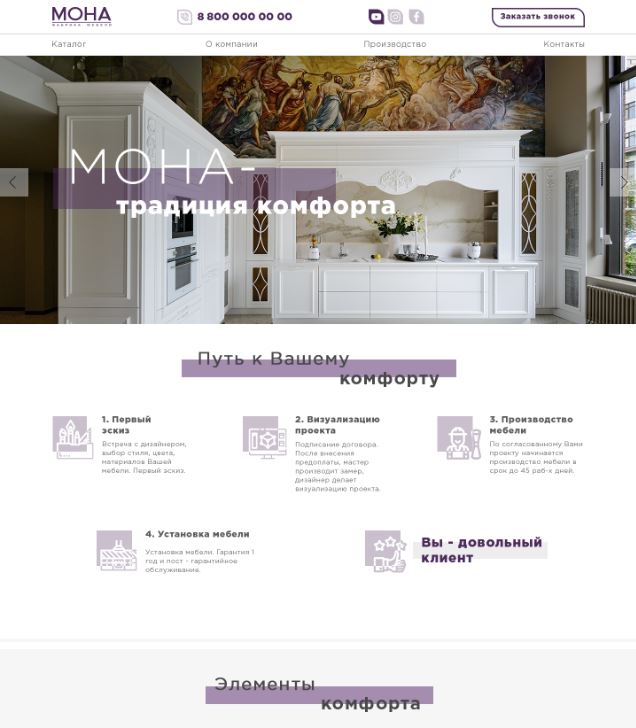 МОНА
ФАБРИКА МЕБЕЛИ
8 800 000 00 00
Заказать звонок
Каталог
О компании
Производство
Контакты
МОНА-
традиция комфорта
Путь к Вашему
комфорту
1. Первый
эскиз
Встреча с дизайнером,
выбор стиля, цвета,
материалов Вашей
мебели. Первый эскиз.
2. Визуализацию
проекта
Подписание договора.
После внесения
предоплаты, мастер
производит замер,
дизайнер делает
визуализацию проекта.
3. Производство
мебели
По согласованному Вами
проекту начинается
производство мебели в
срок до 45 раб-х дней.
4. Установка мебели
Установка мебели. Гарантия 1
год и пост - гарантийное
обслуживание.
Вы - довольный
клиент
Элементы
комфорта